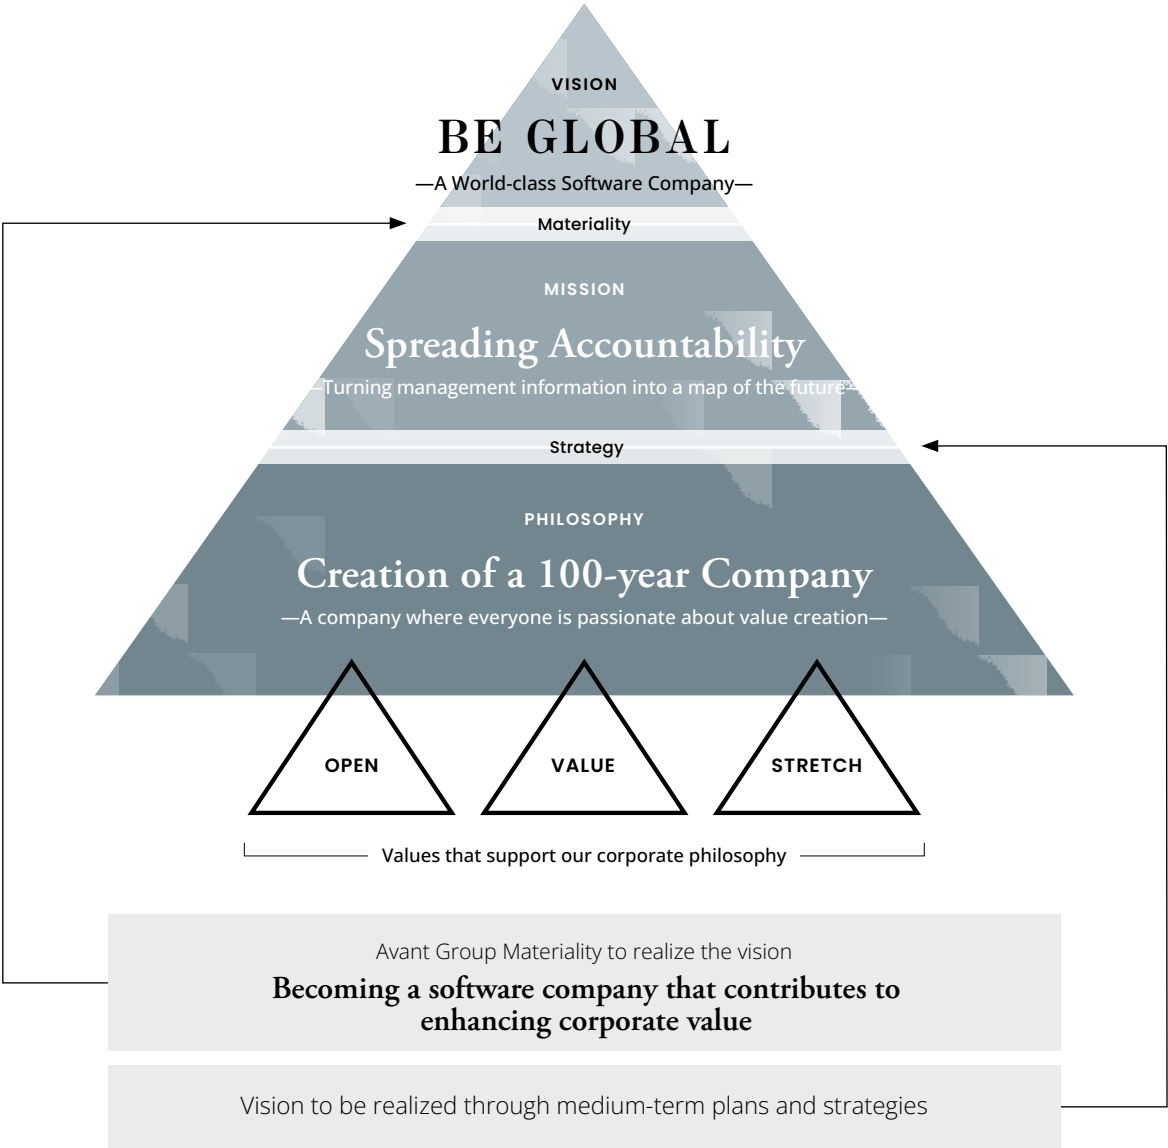 VISION
BE GLOBAL
—A World-class Software Company—
Materiality
MISSION
Spreading Accountability
—Turning management information into a map of the future—
Strategy
PHILOSOPHY
Creation of a 100-year Company
—A company where everyone is passionate about value creation—
OPEN
VALUE
STRETCH
Values that support our corporate philosophy
Avant Group Materiality to realize the vision
Becoming a software company that contributes to
enhancing corporate value
Vision to be realized through medium-term plans and strategies